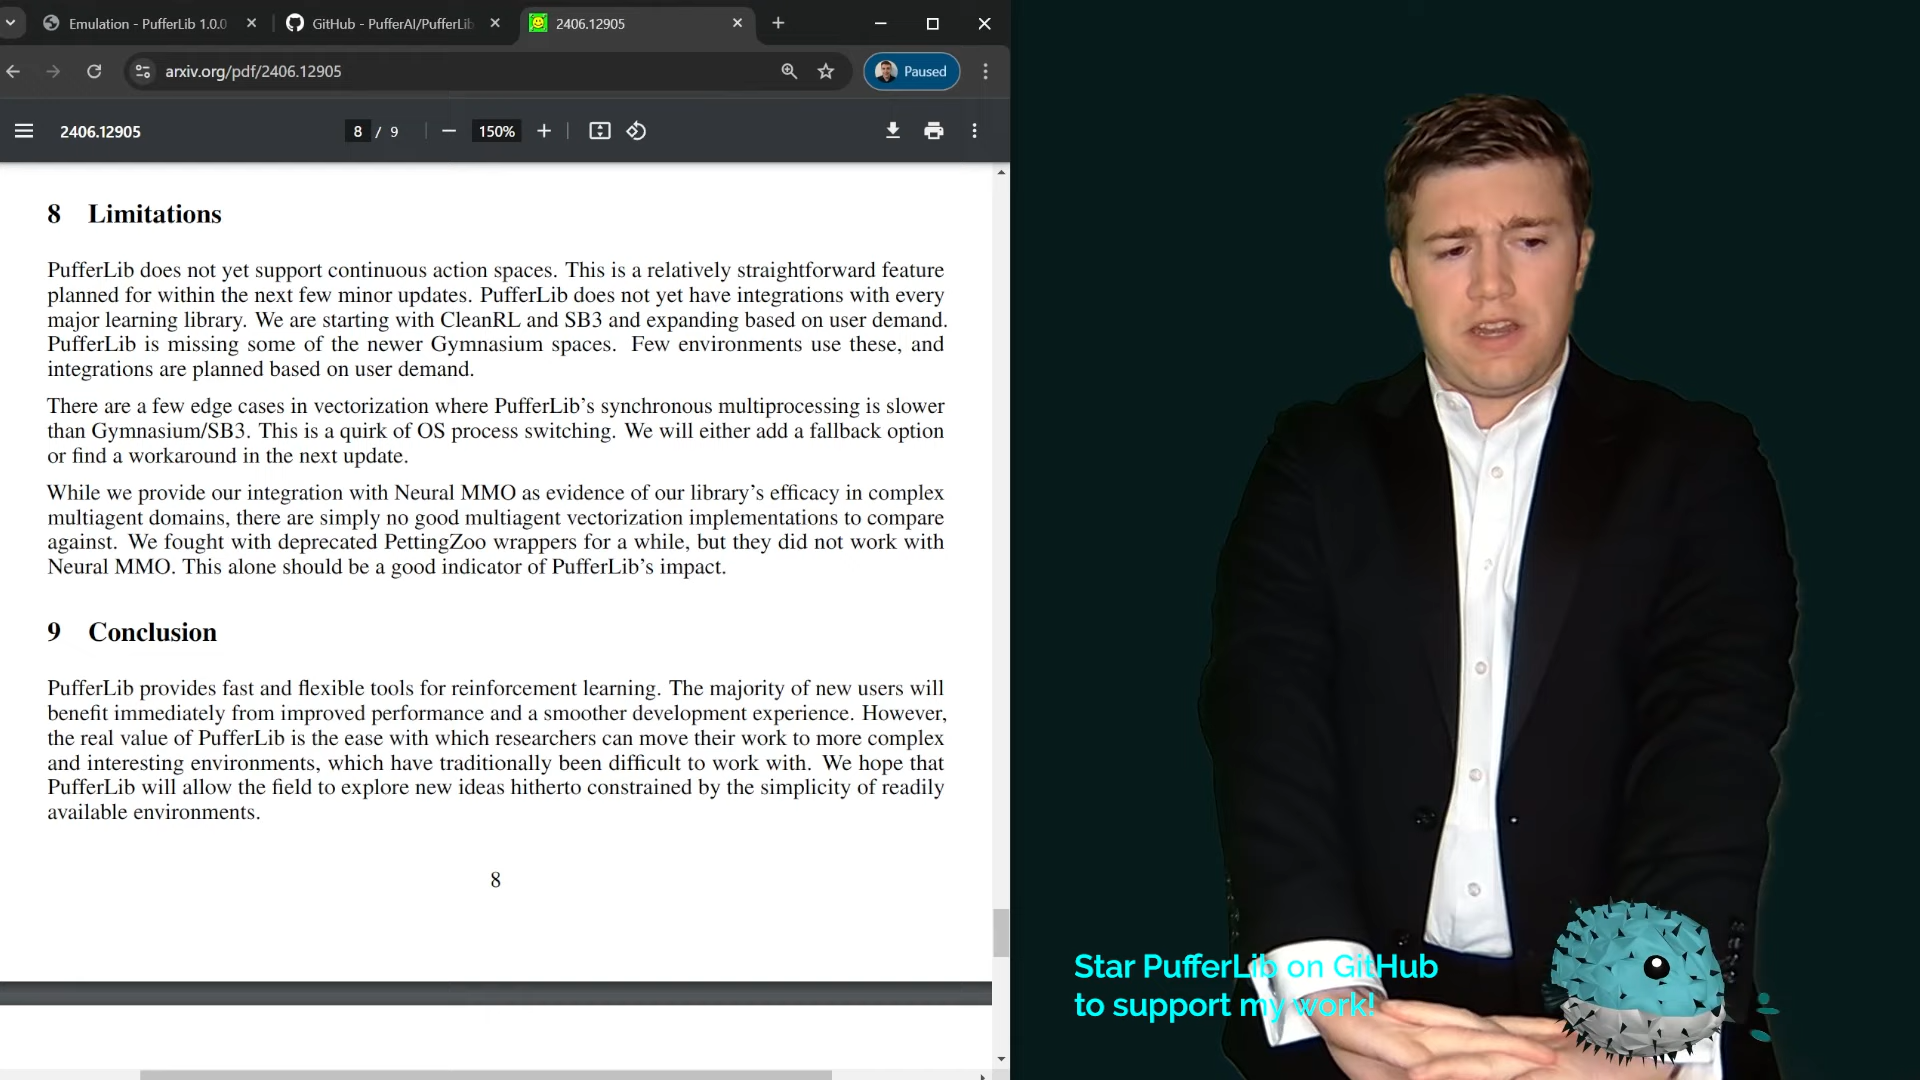 Emulation - PufferLib 1.0.0
GitHub - PufferAI/PufferLib
2406.12905
arxiv.org/pdf/2406.12905
Paused
2406.12905
8 / 9
150%
8 Limitations
PufferLib does not yet support continuous action spaces. This is a relatively straightforward feature
planned for within the next few minor updates. PufferLib does not yet have integrations with every
major learning library. We are starting with CleanRL and SB3 and expanding based on user demand.
PufferLib is missing some of the newer Gymnasium spaces. Few environments use these, and
integrations are planned based on user demand.
There are a few edge cases in vectorization where PufferLib's synchronous multiprocessing is slower
than Gymnasium/SB3. This is a quirk of OS process switching. We will either add a fallback option
or find a workaround in the next update.
While we provide our integration with Neural MMO as evidence of our library's efficacy in complex
multiagent domains, there are simply no good multiagent vectorization implementations to compare
against. We fought with deprecated PettingZoo wrappers for a while, but they did not work with
Neural MMO. This alone should be a good indicator of PufferLib's impact.
9 Conclusion
PufferLib provides fast and flexible tools for reinforcement learning. The majority of new users will
benefit immediately from improved performance and a smoother development experience. However,
the real value of PufferLib is the ease with which researchers can move their work to more complex
and interesting environments, which have traditionally been difficult to work with. We hope that
PufferLib will allow the field to explore new ideas hitherto constrained by the simplicity of readily
available environments.
8
Star PufferLib on GitHub
to support my work!